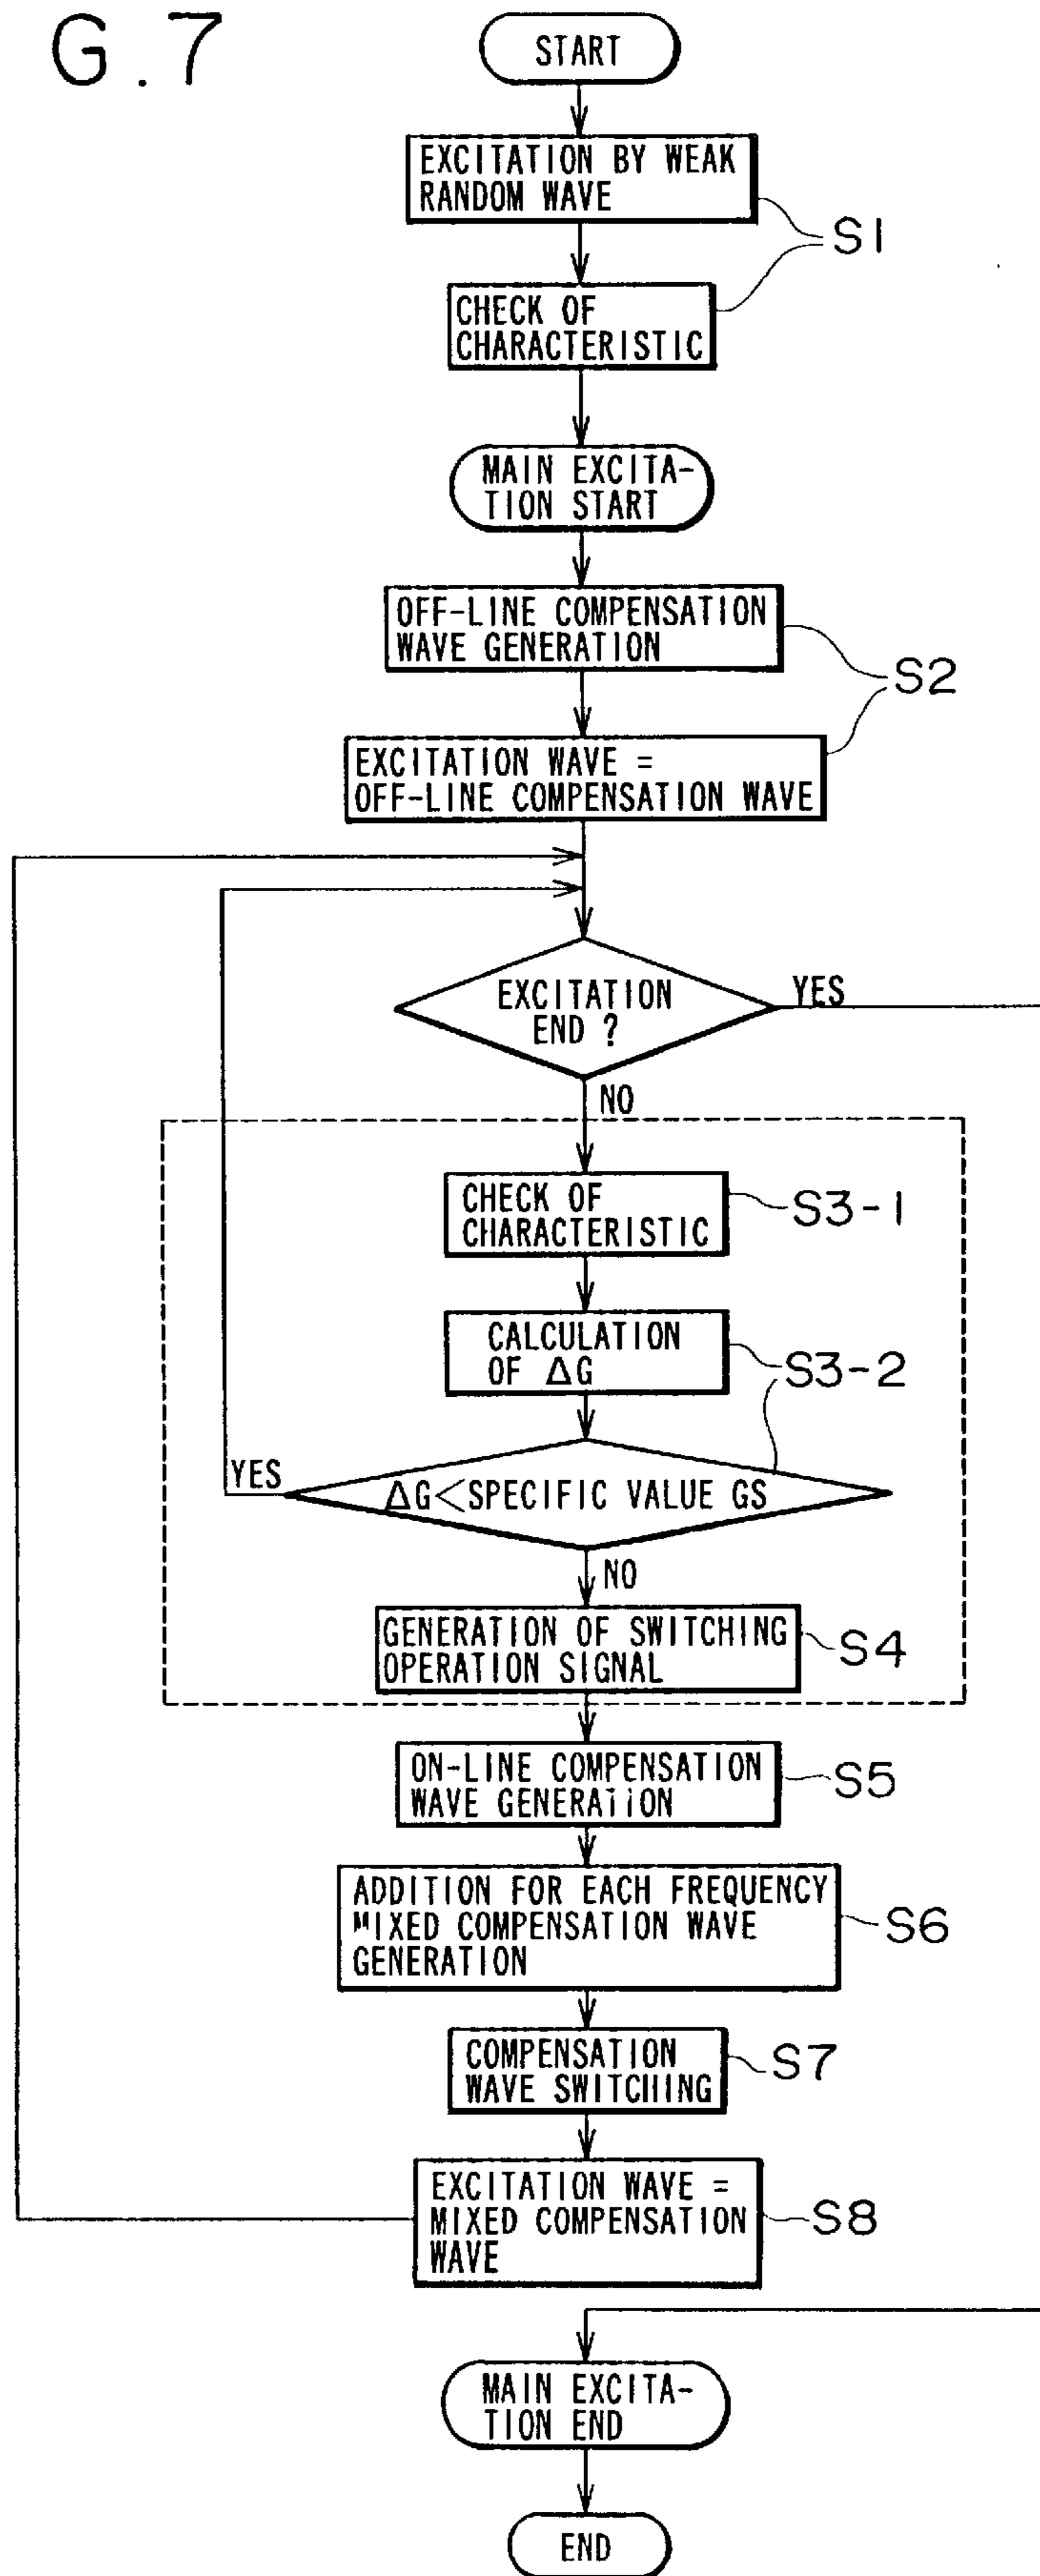 G.7
START
EXCITATION BY WEAK
RANDOM WAVE
S1
CHECK OF
CHARACTERISTIC
MAIN EXCITA-
TION START
OFF-LINE COMPENSATION
WAVE GENERATION
S2
EXCITATION WAVE =
OFF-LINE COMPENSATION WAVE
EXCITATION
END ?
YES
NO
CHECK OF
CHARACTERISTIC
S3-1
CALCULATION
OF ΔG
S3-2
YES
ΔG<SPECIFIC VALUE GS
NO
GENERATION OF SWITCHING
OPERATION SIGNAL
S4
ON-LINE COMPENSATION
WAVE GENERATION
S5
ADDITION FOR EACH FREQUENCY
MIXED COMPENSATION WAVE
GENERATION
S6
COMPENSATION
WAVE SWITCHING
S7
EXCITATION WAVE =
MIXED COMPENSATION
WAVE
S8
MAIN EXCITA-
TION END
END